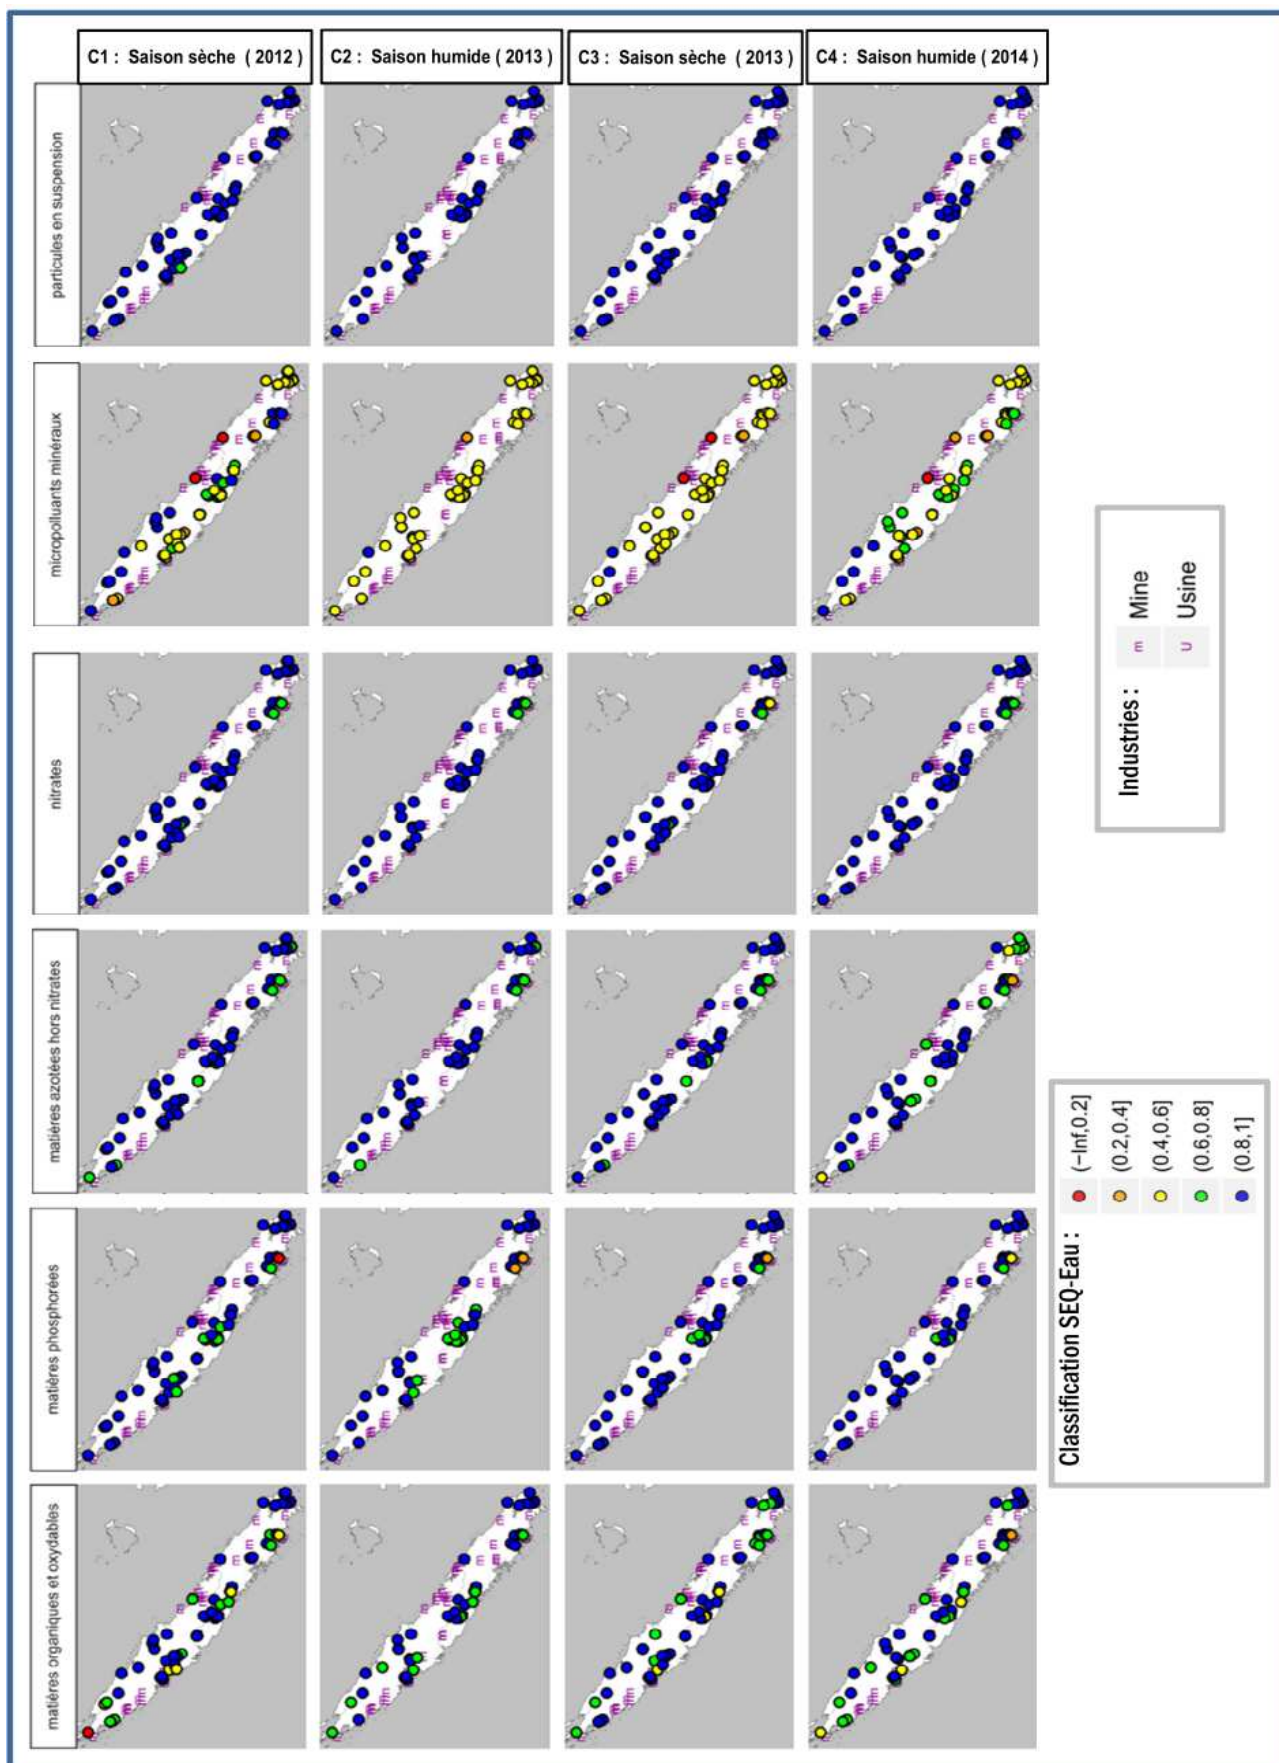 C1 : Saison sèche ( 2012 )
C2 : Saison humide ( 2013 )
C3 : Saison sèche ( 2013 )
C4 : Saison humide ( 2014 )
particules en suspension
micropolluants minéraux
nitrates
matières azotées hors nitrates
matières phosphorées
matières organiques et oxydables
Industries :
m Mine
u Usine
Classification SEQ-Eau :
(−Inf,0.2]
(0.2,0.4]
(0.4,0.6]
(0.6,0.8]
(0.8,1]